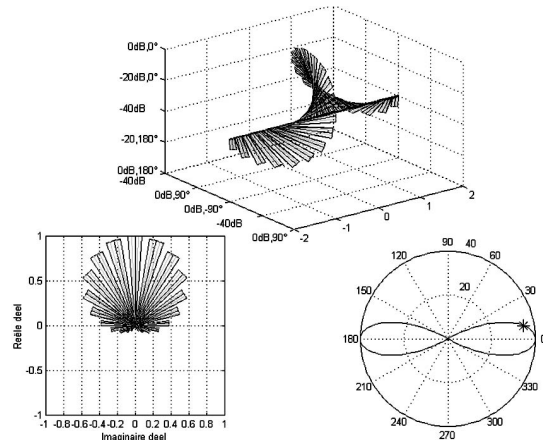 0dB,0°
-20dB,0°
-40dB
-20,180°
0dB,180°
-40dB
0dB,90°
0dB,-90°
-40dB
0dB,90°
-2
-1
0
1
2
Reële deel
1
0.5
0
-0.5
-1
-1 -0.8-0.6-0.4-0.2 0 0.2 0.4 0.6 0.8 1
Imaginaire deel
90 40
120 60
20
150 30
180 0
210 330
240 300
270